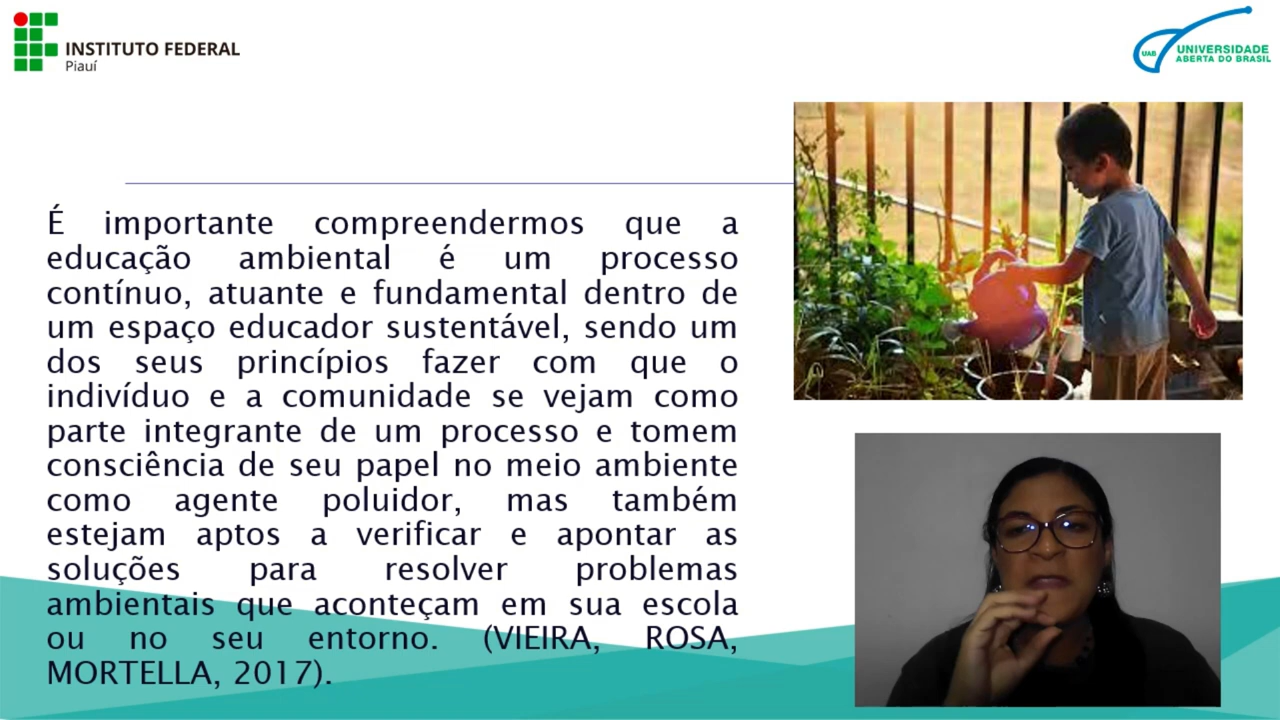 INSTITUTO FEDERAL
Piauí
UAB
UNIVERSIDADE
ABERTA DO BRASIL
É importante compreendermos que a
educação ambiental é um processo
contínuo, atuante e fundamental dentro de
um espaço educador sustentável, sendo um
dos seus princípios fazer com que o
indivíduo e a comunidade se vejam como
parte integrante de um processo e tomem
consciência de seu papel no meio ambiente
como agente poluidor, mas também
estejam aptos a verificar e apontar as
soluções para resolver problemas
ambientais que aconteçam em sua escola
ou no seu entorno. (VIEIRA, ROSA,
MORTELLA, 2017).